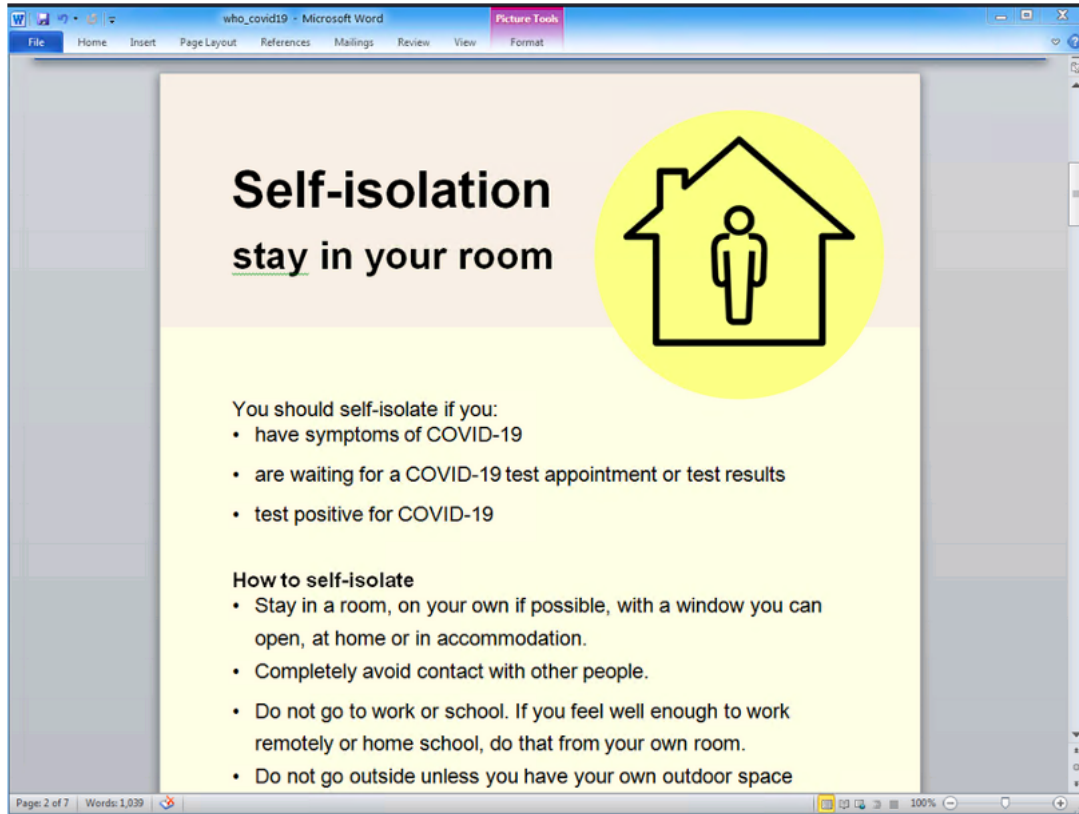 who_covid19 - Microsoft Word
Picture Tools
File Home Insert Page Layout References Mailings Review View Format
Self-isolation
stay in your room
You should self-isolate if you:
• have symptoms of COVID-19
• are waiting for a COVID-19 test appointment or test results
• test positive for COVID-19
How to self-isolate
• Stay in a room, on your own if possible, with a window you can
open, at home or in accommodation.
• Completely avoid contact with other people.
• Do not go to work or school. If you feel well enough to work
remotely or home school, do that from your own room.
• Do not go outside unless you have your own outdoor space
Page: 2 of 7 Words: 1,039 100%